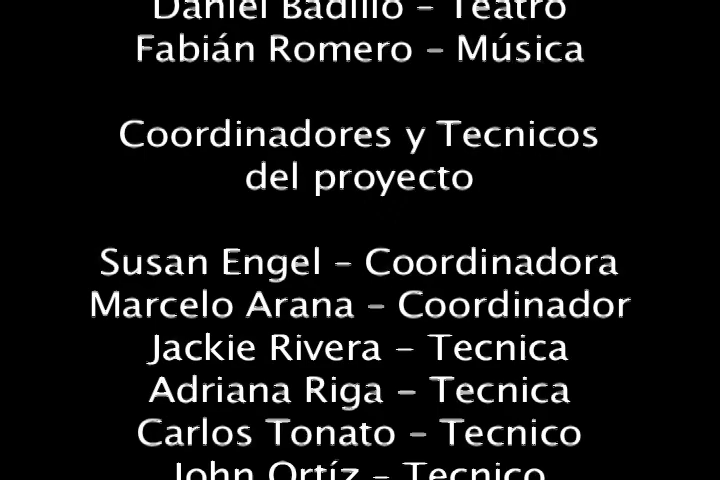 Daniel Badillo – Teatro
Fabián Romero – Música
Coordinadores y Tecnicos
del proyecto
Susan Engel – Coordinadora
Marcelo Arana – Coordinador
Jackie Rivera – Tecnica
Adriana Riga – Tecnica
Carlos Tonato – Tecnico
John Ortíz – Tecnico